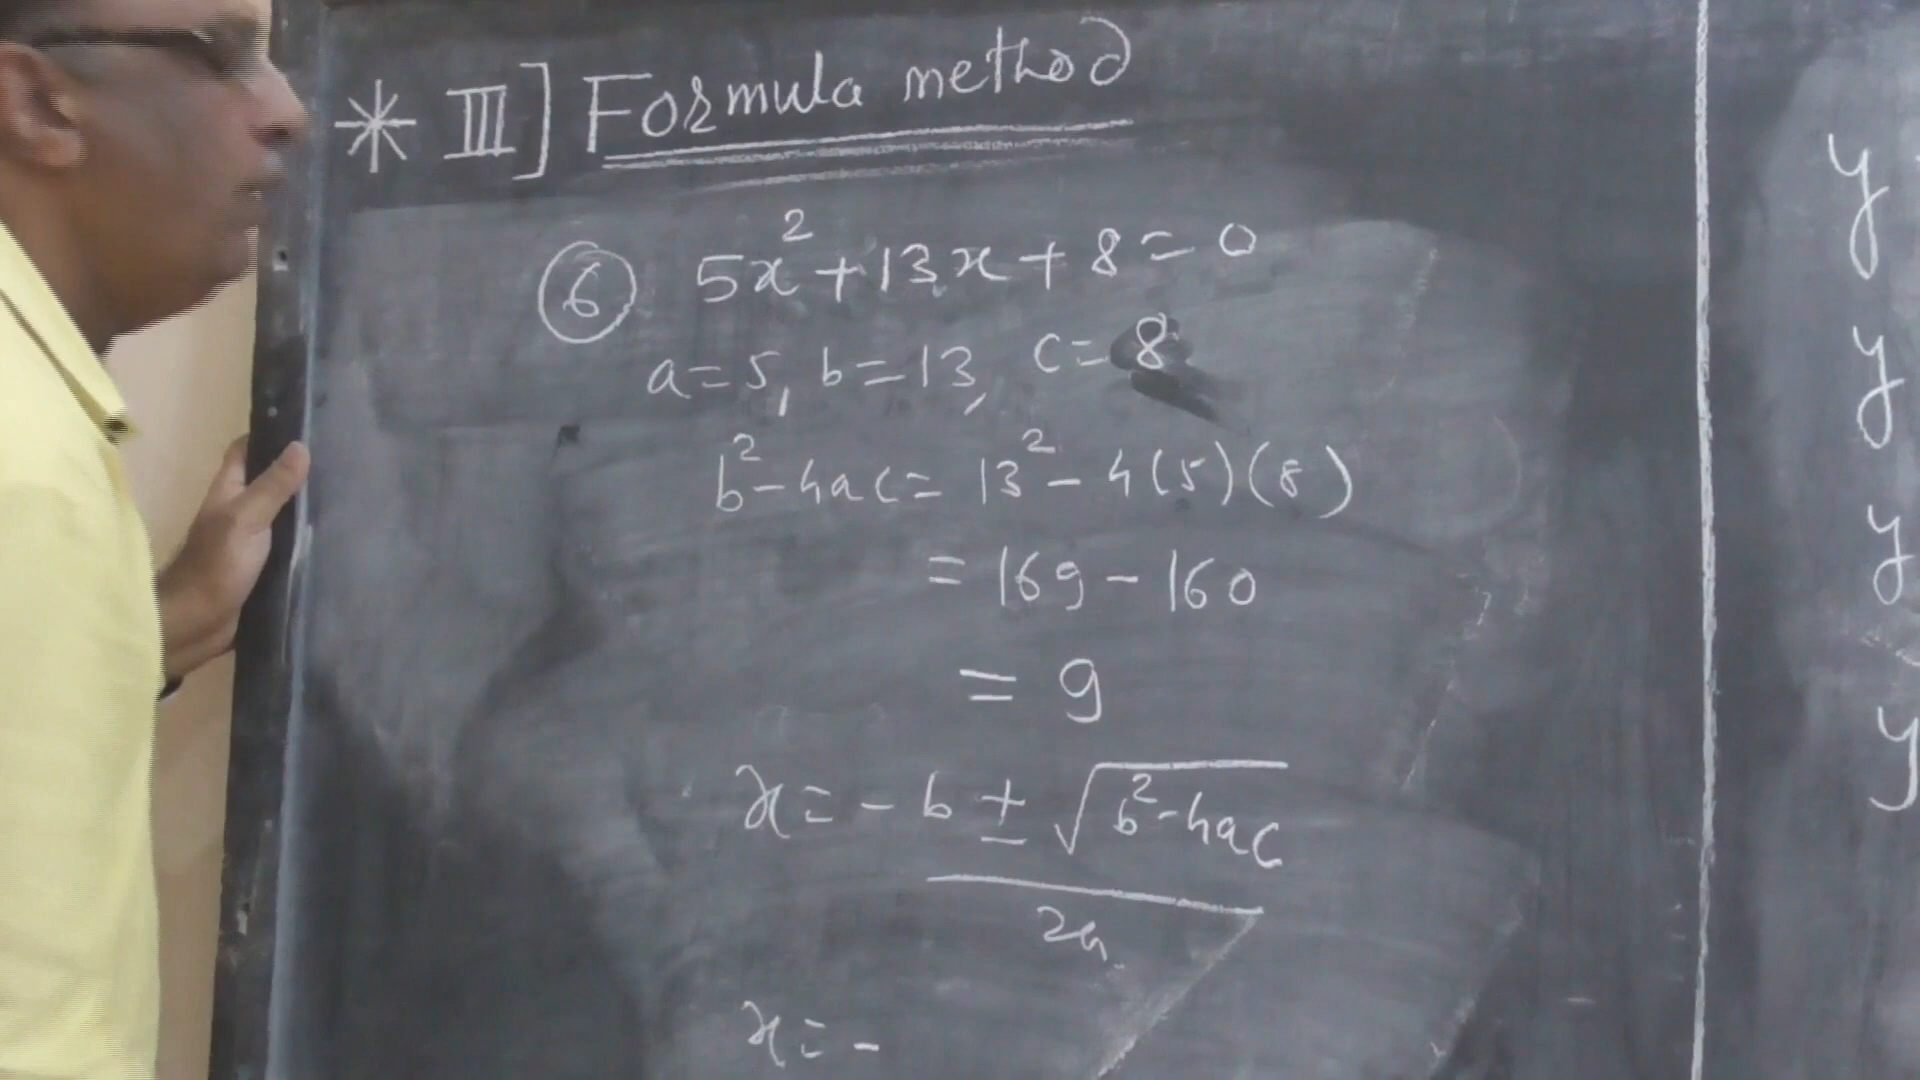 * III] Formula method
⑥ 5x²+13x+8=0
a=5, b=13, c=8
b²-4ac= 13²-4(5)(8)
= 169-160
= 9
x= -b ± √b²-4ac
2a
x= -
y
y
y
y